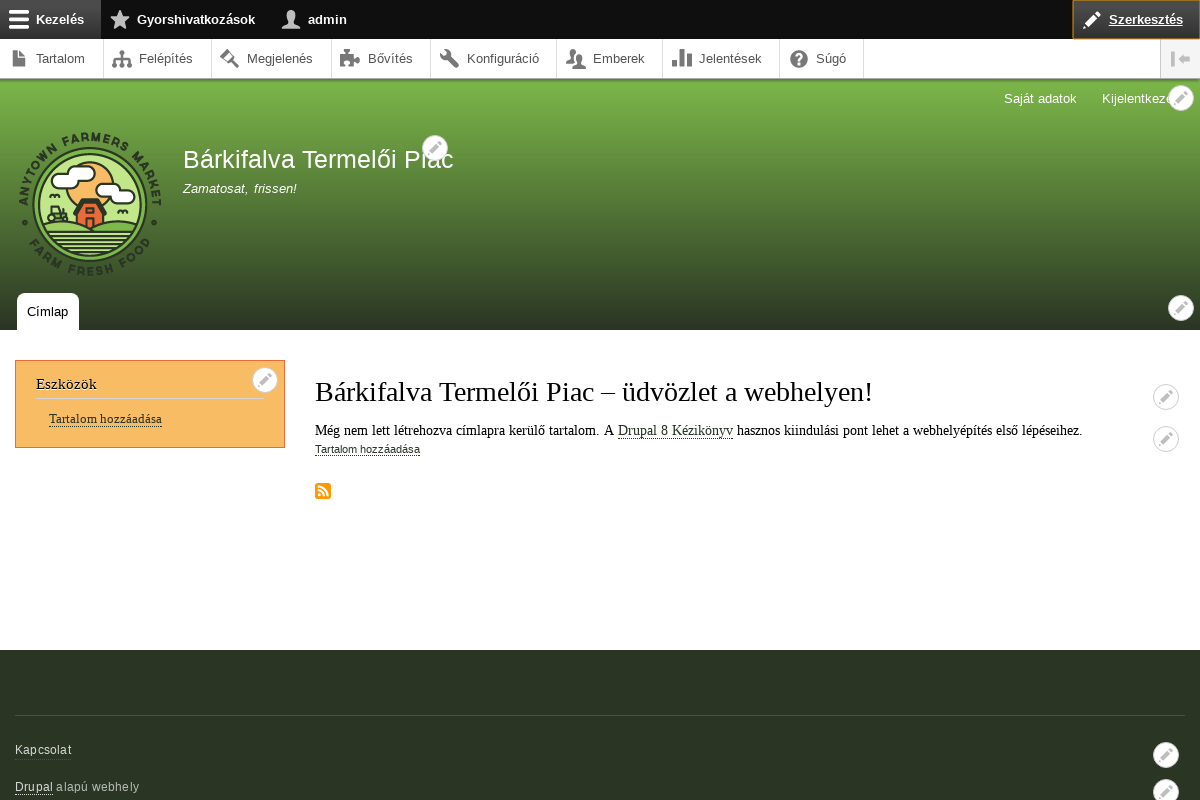 Kezelés
Gyorshivatkozások
admin
Szerkesztés
Tartalom
Felépítés
Megjelenés
Bővítés
Konfiguráció
Emberek
Jelentések
Súgó
Saját adatok
Kijelentkezés
ANYTOWN FARMERS MARKET
FARM FRESH FOOD
Bárkifalva Termelői Piac
Zamatosat, frissen!
Címlap
Eszközök
Tartalom hozzáadása
Bárkifalva Termelői Piac – üdvözlet a webhelyen!
Még nem lett létrehozva címlapra kerülő tartalom. A Drupal 8 Kézikönyv hasznos kiindulási pont lehet a webhelyépítés első lépéseihez.
Tartalom hozzáadása
Kapcsolat
Drupal alapú webhely